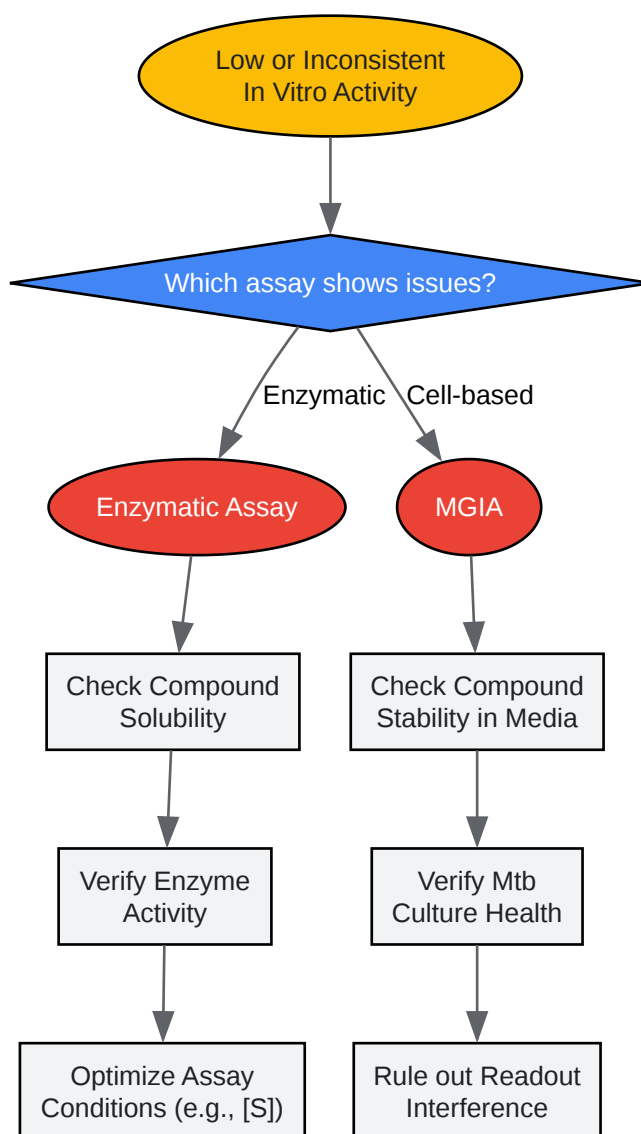 Low or Inconsistent
In Vitro Activity
Which assay shows issues?
Enzymatic
Cell-based
Enzymatic Assay
MGIA
Check Compound
Solubility
Check Compound
Stability in Media
Verify Enzyme
Activity
Verify Mtb
Culture Health
Optimize Assay
Conditions (e.g., [S])
Rule out Readout
Interference